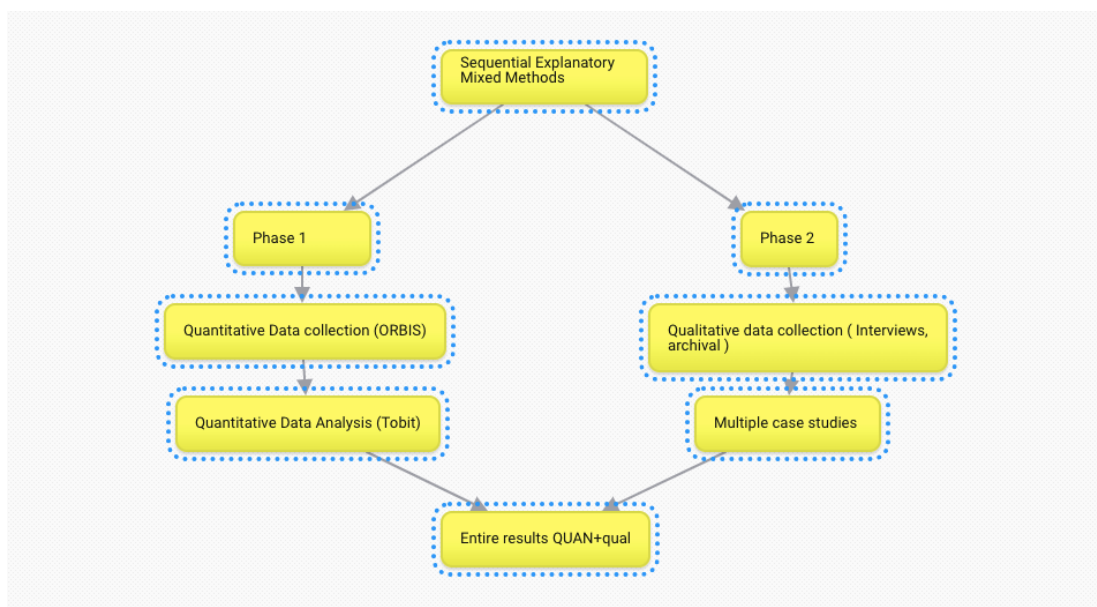 Sequential Explanatory
Mixed Methods
Phase 1
Phase 2
Quantitative Data collection (ORBIS)
Qualitative data collection ( Interviews,
archival )
Quantitative Data Analysis (Tobit)
Multiple case studies
Entire results QUAN+qual